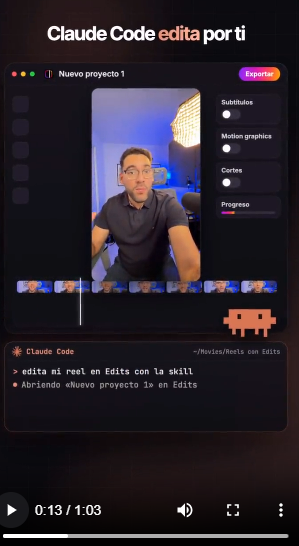 Claude Code edita por ti
Nuevo proyecto 1
Exportar
Subtítulos
Motion graphics
Cortes
Progreso
Claude Code
~/Movies/Reels con Edits
> edita mi reel en Edits con la skill
Abriendo «Nuevo proyecto 1» en Edits
0:13 / 1:03